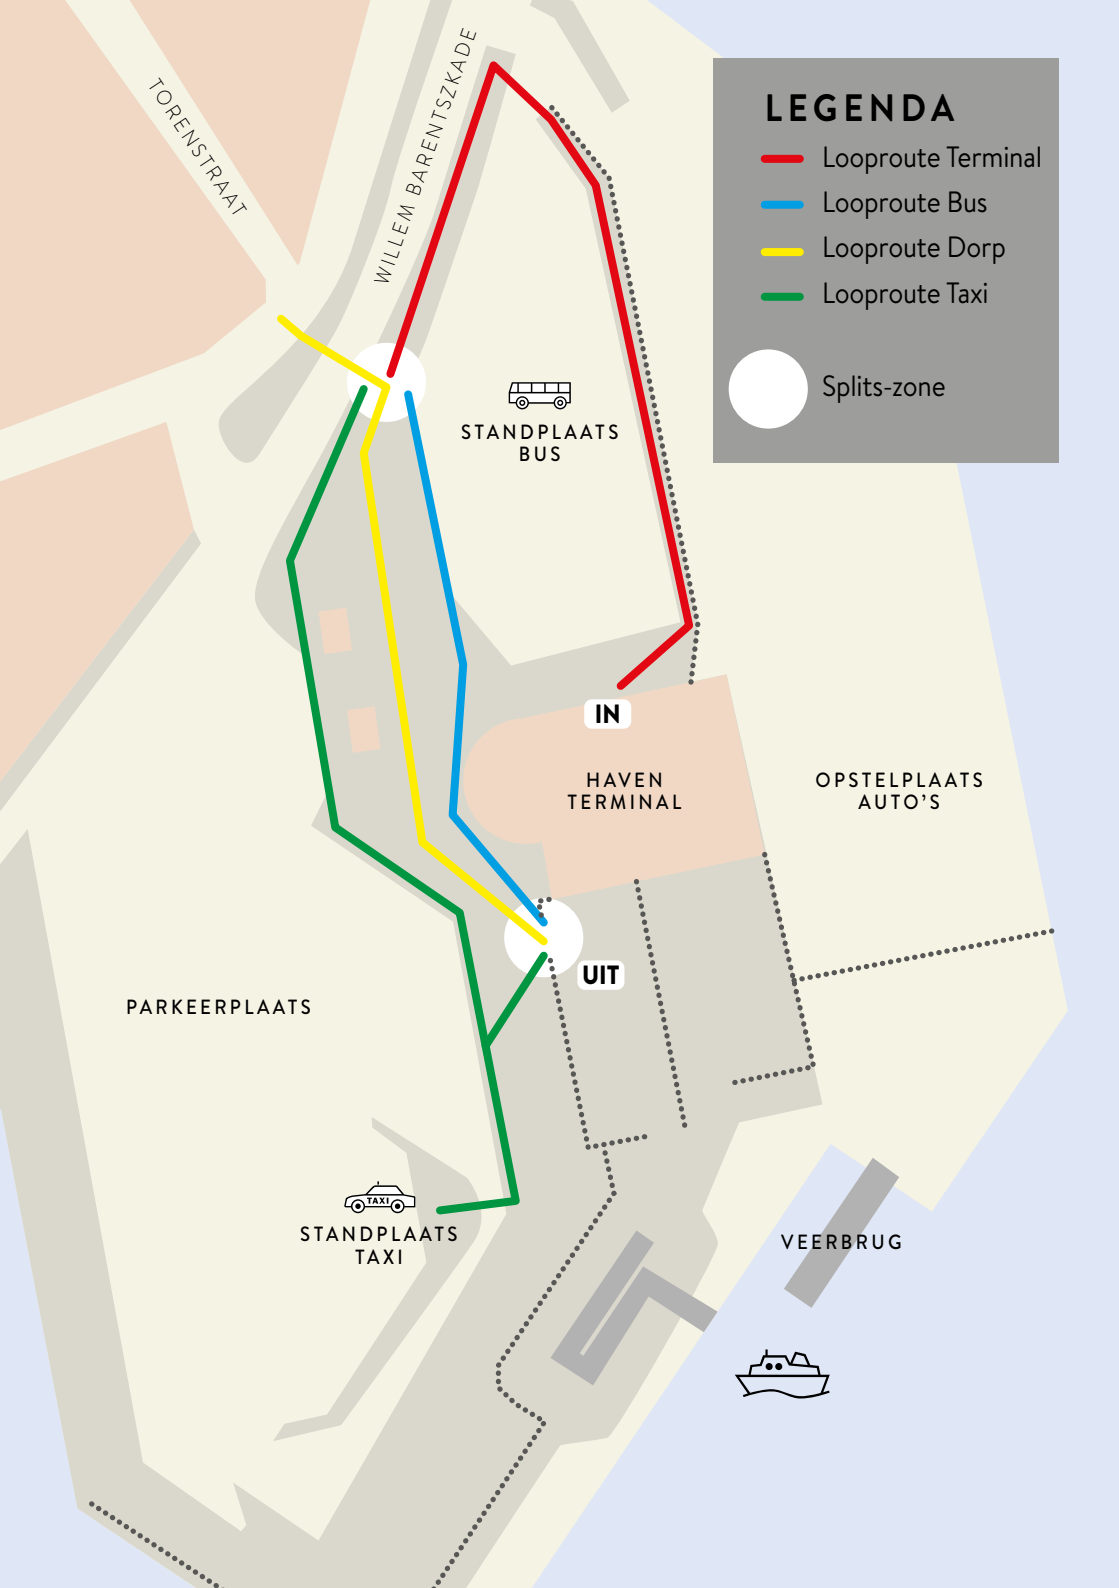 TORENSTRAAT
WILLEM BARENTSZKADE
LEGENDA
Looproute Terminal
Looproute Bus
Looproute Dorp
Looproute Taxi
Splits-zone
STANDPLAATS
BUS
IN
HAVEN
TERMINAL
OPSTELPLAATS
AUTO'S
UIT
PARKEERPLAATS
TAXI
STANDPLAATS
TAXI
VEERBRUG